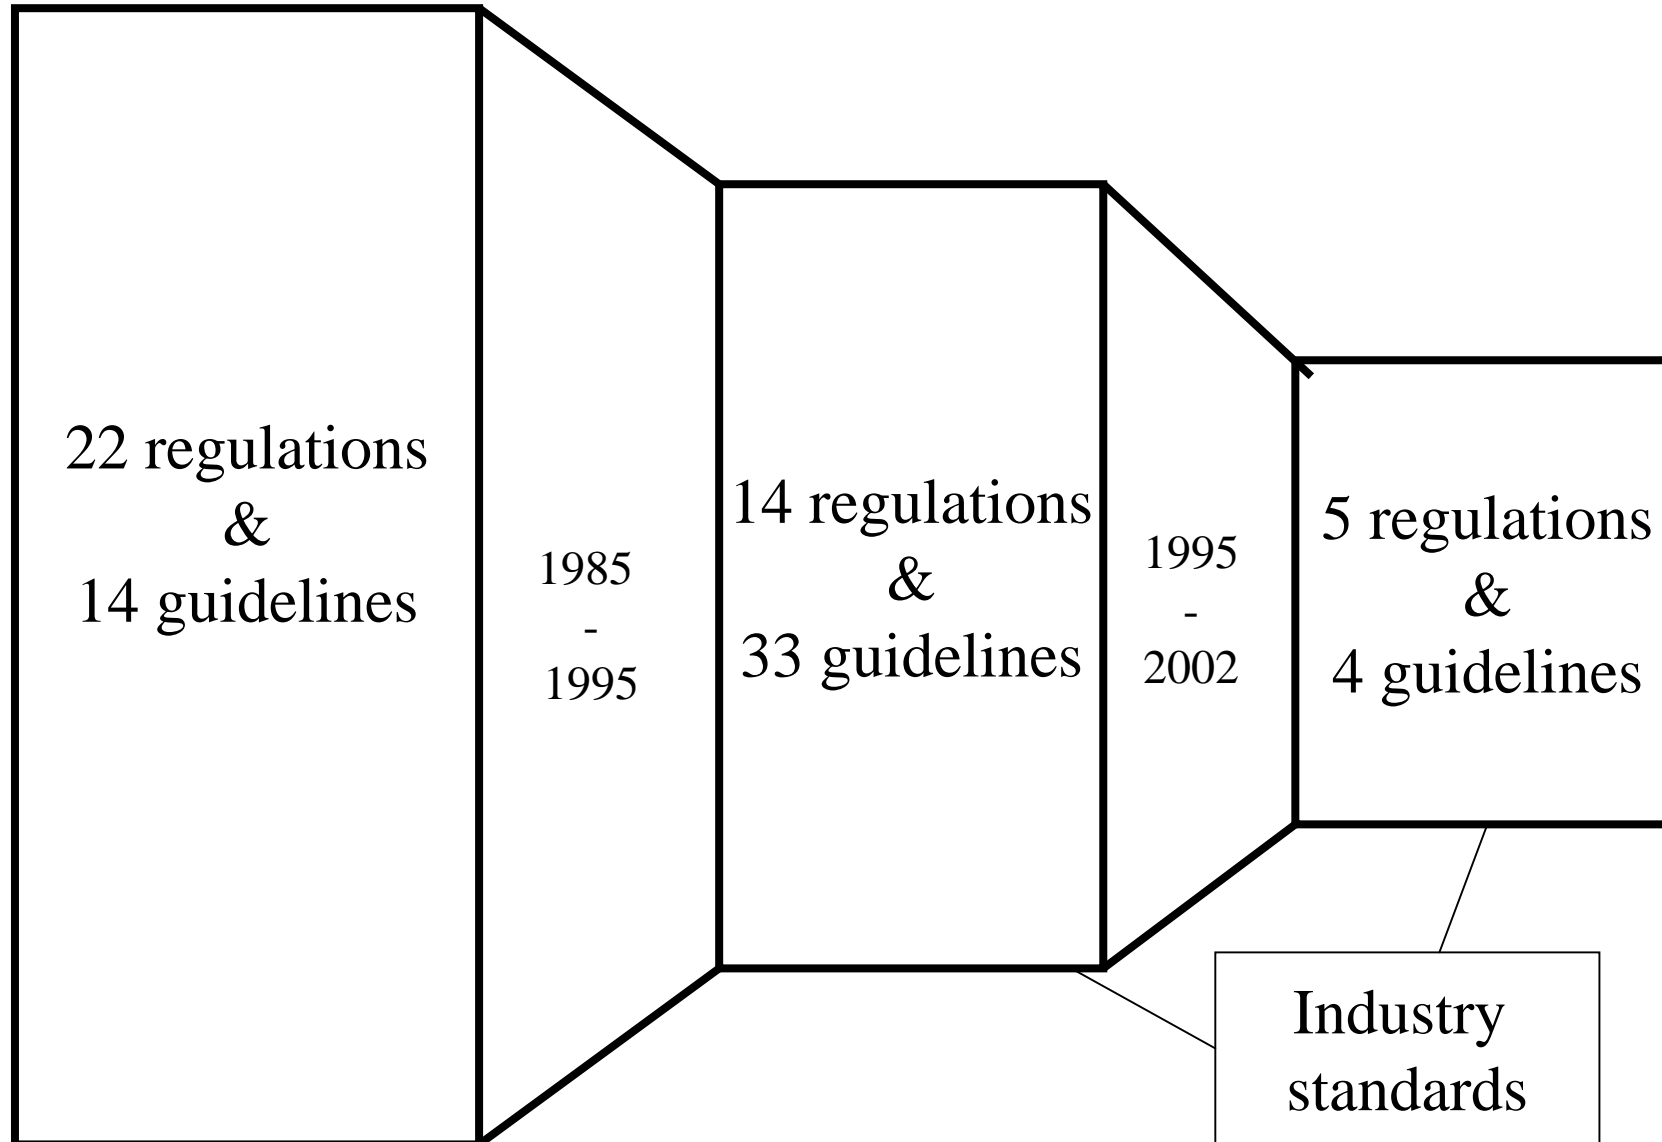 22 regulations
&
14 guidelines
1985
-
1995
14 regulations
&
33 guidelines
1995
-
2002
5 regulations
&
4 guidelines
Industry
standards